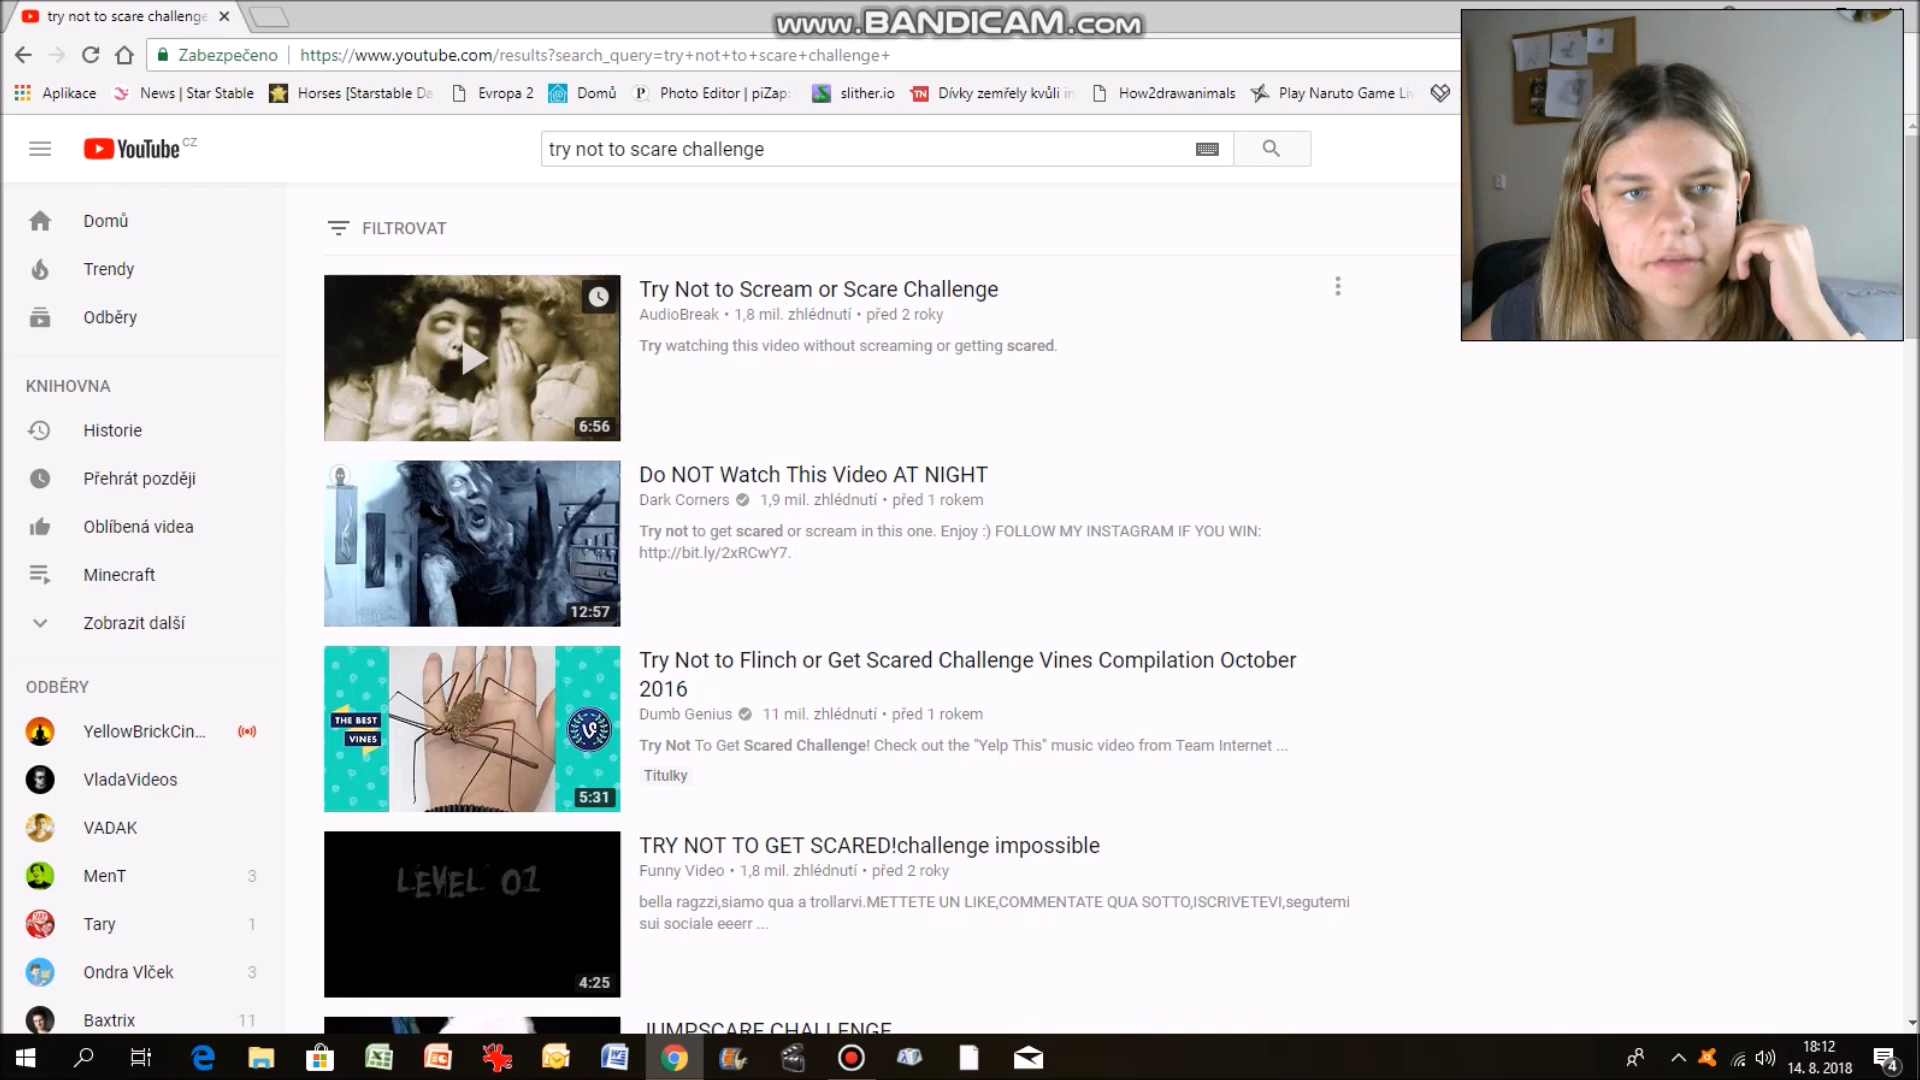 try not to scare challenge
www.BANDICAM.com
Zabezpečeno
https://www.youtube.com/results?search_query=try+not+to+scare+challenge+
Aplikace
News | Star Stable
Horses [Starstable Da
Evropa 2
Domů
Photo Editor | piZap:
slither.io
TN
Dívky zemřely kvůli
How2drawanimals
Play Naruto Game
YouTube CZ
try not to scare challenge
Domů
Trendy
Odběry
KNIHOVNA
Historie
Přehrát později
Oblíbená videa
Minecraft
Zobrazit další
ODBĚRY
YellowBrickCin...
VladaVideos
VADAK
MenT 3
Tary 1
Ondra Vlček 3
Baxtrix 11
FILTROVAT
6:56
Try Not to Scream or Scare Challenge
AudioBreak • 1,8 mil. zhlédnutí • před 2 roky
Try watching this video without screaming or getting scared.
12:57
Do NOT Watch This Video AT NIGHT
Dark Corners 1,9 mil. zhlédnutí • před 1 rokem
Try not to get scared or scream in this one. Enjoy :) FOLLOW MY INSTAGRAM IF YOU WIN:
http://bit.ly/2xRCwY7.
THE BEST
VINES
5:31
Try Not to Flinch or Get Scared Challenge Vines Compilation October
2016
Dumb Genius 11 mil. zhlédnutí • před 1 rokem
Try Not To Get Scared Challenge! Check out the "Yelp This" music video from Team Internet ...
Titulky
LEVEL 01
4:25
TRY NOT TO GET SCARED!challenge impossible
Funny Video • 1,8 mil. zhlédnutí • před 2 roky
bella ragzzi,siamo qua a trollarvi.METTETE UN LIKE,COMMENTATE QUA SOTTO,ISCRIVETEVI,segutemi
sui sociale eeerr ...
JUMPSCARE CHALLENGE
18:12
14. 8. 2018
4